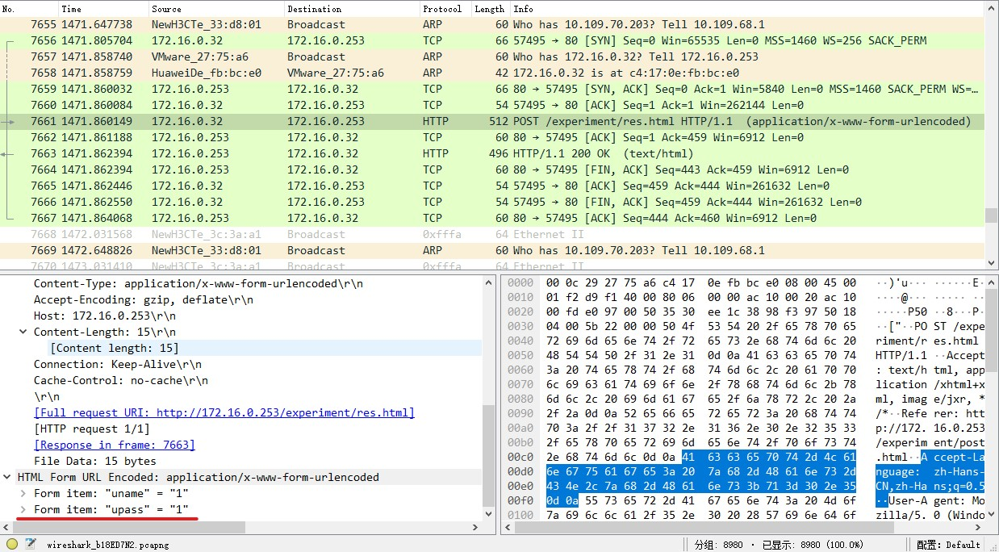 No. Time Source Destination Protocol Length Info
7655 1471.647738 NewH3CTe_33:d8:01 Broadcast ARP 60 Who has 10.109.70.203? Tell 10.109.68.1
7656 1471.805704 172.16.0.32 172.16.0.253 TCP 66 57495 → 80 [SYN] Seq=0 Win=65535 Len=0 MSS=1460 WS=256 SACK_PERM
7657 1471.858740 VMware_27:75:a6 Broadcast ARP 60 Who has 172.16.0.32? Tell 172.16.0.253
7658 1471.858759 HuaweiDe_fb:bc:e0 VMware_27:75:a6 ARP 42 172.16.0.32 is at c4:17:0e:fb:bc:e0
7659 1471.860032 172.16.0.253 172.16.0.32 TCP 66 80 → 57495 [SYN, ACK] Seq=0 Ack=1 Win=5840 Len=0 MSS=1460 SACK_PERM WS=…
7660 1471.860084 172.16.0.32 172.16.0.253 TCP 54 57495 → 80 [ACK] Seq=1 Ack=1 Win=262144 Len=0
7661 1471.860149 172.16.0.32 172.16.0.253 HTTP 512 POST /experiment/res.html HTTP/1.1 (application/x-www-form-urlencoded)
7662 1471.861188 172.16.0.253 172.16.0.32 TCP 60 80 → 57495 [ACK] Seq=1 Ack=459 Win=6912 Len=0
7663 1471.862394 172.16.0.253 172.16.0.32 HTTP 496 HTTP/1.1 200 OK (text/html)
7664 1471.862394 172.16.0.253 172.16.0.32 TCP 60 80 → 57495 [FIN, ACK] Seq=443 Ack=459 Win=6912 Len=0
7665 1471.862446 172.16.0.32 172.16.0.253 TCP 54 57495 → 80 [ACK] Seq=459 Ack=444 Win=261632 Len=0
7666 1471.862550 172.16.0.32 172.16.0.253 TCP 54 57495 → 80 [FIN, ACK] Seq=459 Ack=444 Win=261632 Len=0
7667 1471.864068 172.16.0.253 172.16.0.32 TCP 60 80 → 57495 [ACK] Seq=444 Ack=460 Win=6912 Len=0
7668 1472.031568 NewH3CTe_3c:3a:a1 Broadcast 0xfffa 64 Ethernet II
7669 1472.648826 NewH3CTe_33:d8:01 Broadcast ARP 60 Who has 10.109.70.203? Tell 10.109.68.1
7670 1473.031410 NewH3CTe_3c:3a:a1 Broadcast 0xfffa 64 Ethernet II
Content-Type: application/x-www-form-urlencoded\r\n
Accept-Encoding: gzip, deflate\r\n
Host: 172.16.0.253\r\n
Content-Length: 15\r\n
[Content length: 15]
Connection: Keep-Alive\r\n
Cache-Control: no-cache\r\n
\r\n
[Full request URI: http://172.16.0.253/experiment/res.html]
[HTTP request 1/1]
[Response in frame: 7663]
File Data: 15 bytes
HTML Form URL Encoded: application/x-www-form-urlencoded
Form item: "uname" = "1"
Form item: "upass" = "1"
0000 00 0c 29 27 75 a6 c4 17 0e fb bc e0 08 00 45 00 ··)'u··· ······E·
0010 01 f2 d9 f1 40 00 80 06 00 00 ac 10 00 20 ac 10 ····@··· ····· ··
0020 00 fd e0 97 00 50 35 30 ee 1c 38 98 f3 97 50 18 ·····P50 ··8···P·
0030 04 00 5b 22 00 00 50 4f 53 54 20 2f 65 78 70 65 ··["··PO ST /expe
0040 72 69 6d 65 6e 74 2f 72 65 73 2e 68 74 6d 6c 20 riment/r es.html
0050 48 54 54 50 2f 31 2e 31 0d 0a 41 63 63 65 70 74 HTTP/1.1 ··Accept
0060 3a 20 74 65 78 74 2f 68 74 6d 6c 2c 20 61 70 70 : text/h tml, app
0070 6c 69 63 61 74 69 6f 6e 2f 78 68 74 6d 6c 2b 78 lication /xhtml+x
0080 6d 6c 2c 20 69 6d 61 67 65 2f 6a 78 72 2c 20 2a ml, imag e/jxr, *
0090 2f 2a 0d 0a 52 65 66 65 72 65 72 3a 20 68 74 74 /*··Refe rer: htt
00a0 70 3a 2f 2f 31 37 32 2e 31 36 2e 30 2e 32 35 33 p://172. 16.0.253
00b0 2f 65 78 70 65 72 69 6d 65 6e 74 2f 70 6f 73 74 /experim ent/post
00c0 2e 68 74 6d 6c 0d 0a 41 63 63 65 70 74 2d 4c 61 .html··A ccept-La
00d0 6e 67 75 61 67 65 3a 20 7a 68 2d 48 61 6e 73 2d nguage: zh-Hans-
00e0 43 4e 2c 7a 68 2d 48 61 6e 73 3b 71 3d 30 2e 35 CN,zh-Ha ns;q=0.5
00f0 0d 0a 55 73 65 72 2d 41 67 65 6e 74 3a 20 4d 6f ··User-A gent: Mo
0100 7a 69 6c 6c 61 2f 35 2e 30 20 28 57 69 6e 64 6f zilla/5. 0 (Windo
wireshark_b18ED7N2.pcapng 分组: 8980 · 已显示: 8980 (100.0%) 配置: Default